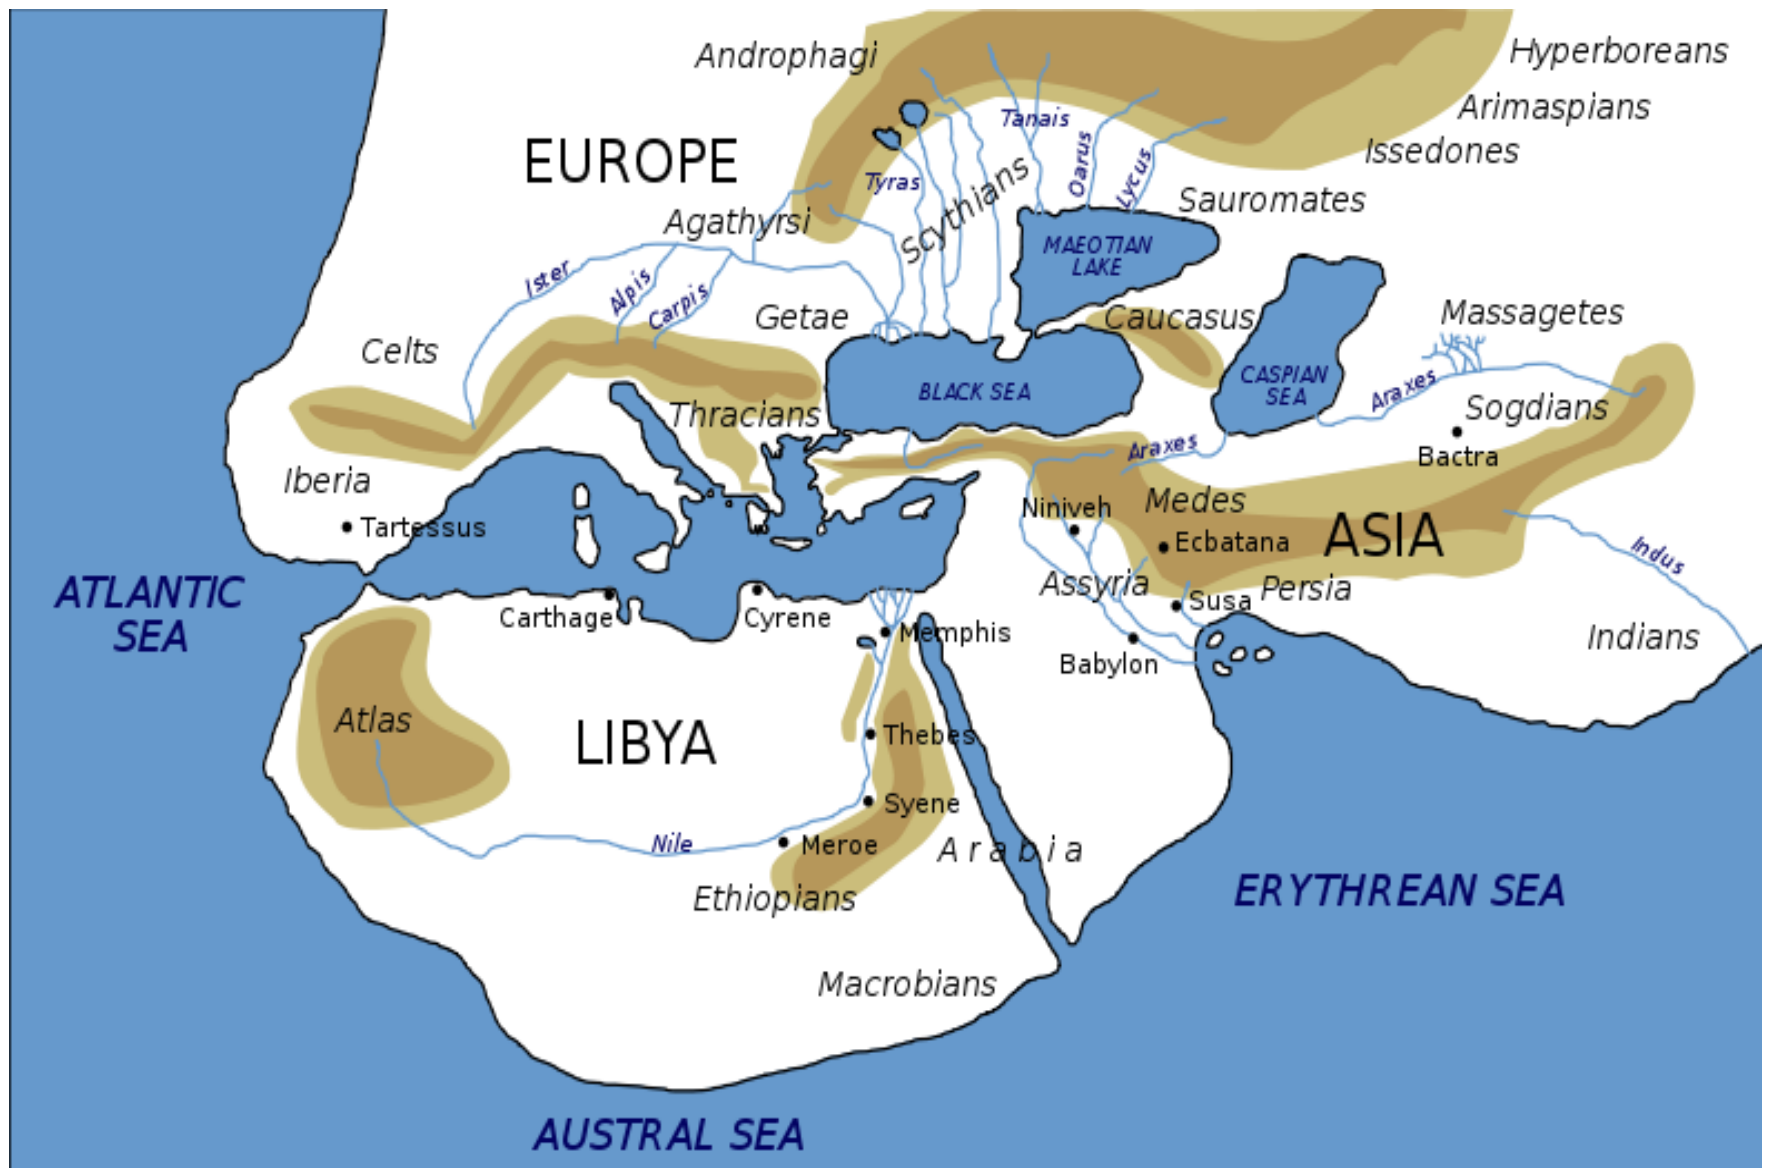 Androphagi
Hyperboreans
Arimaspians
Issedones
Tanais
EUROPE
Oarus
Lycus
Tyras
Scythians
Sauromates
Agathyrsi
MAEOTIAN
LAKE
Ister
Alpis
Carpis
Getae
Caucasus
Massagetes
Celts
BLACK SEA
CASPIAN
SEA
Araxes
Sogdians
Thracians
Araxes
Bactra
Iberia
Tartessus
Niniveh
Medes
Ecbatana
ASIA
Indus
ATLANTIC
SEA
Assyria
Susa
Persia
Carthage
Cyrene
Memphis
Babylon
Indians
Atlas
LIBYA
Thebes
Syene
Nile
Meroe
Arabia
Ethiopians
ERYTHREAN SEA
Macrobians
AUSTRAL SEA